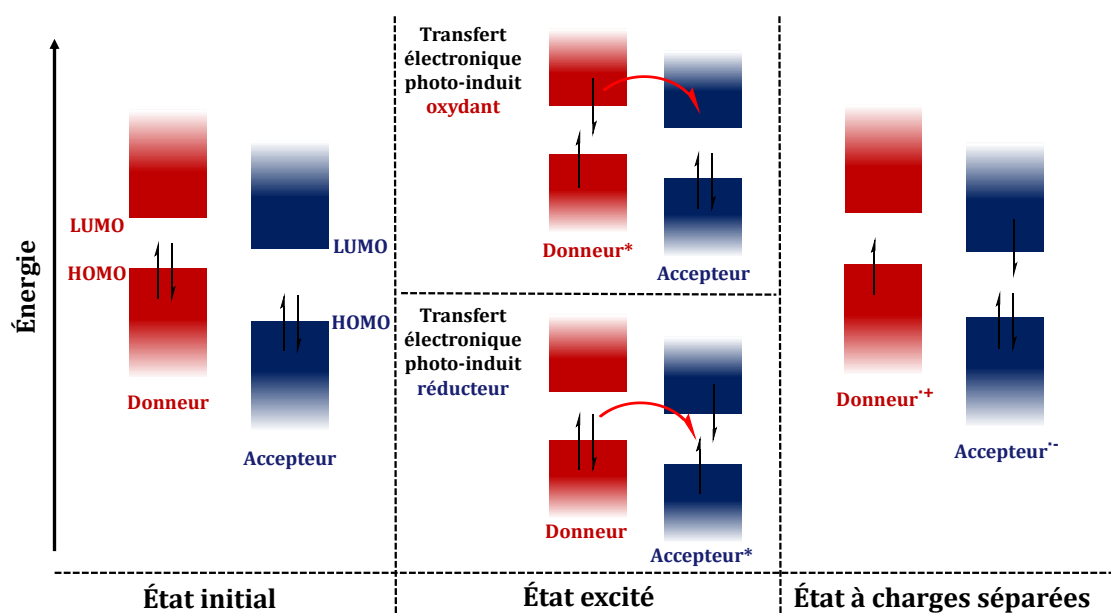 Énergie
LUMO
HOMO
LUMO
HOMO
Donneur
Accepteur
État initial
Transfert
électronique
photo-induit
oxydant
Donneur*
Accepteur
Transfert
électronique
photo-induit
réducteur
Donneur
Accepteur*
État excité
Donneur·+
Accepteur·-
État à charges séparées